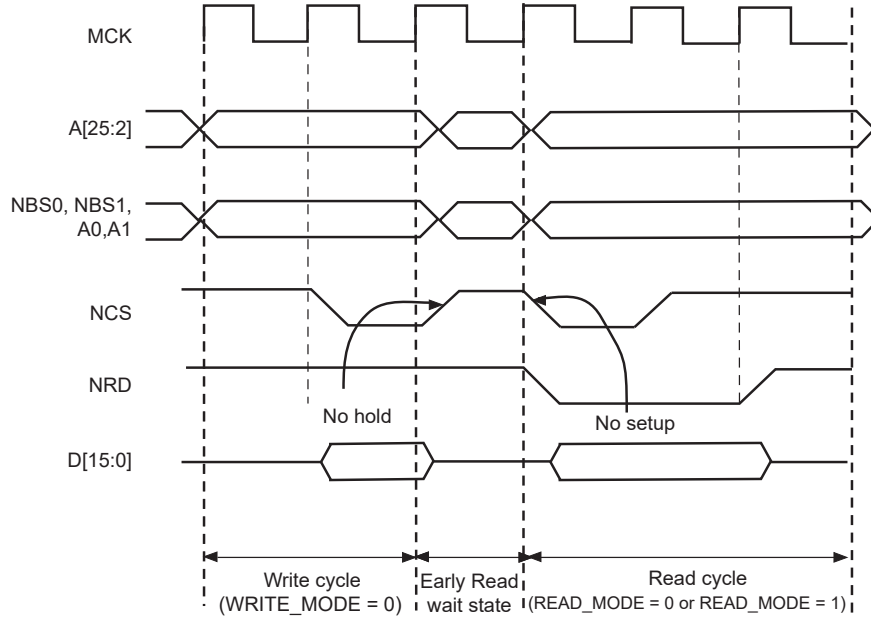 MCK
A[25:2]
NBS0, NBS1,
A0,A1
NCS
NRD
No hold
No setup
D[15:0]
Write cycle
(WRITE_MODE = 0)
Early Read
wait state
Read cycle
(READ_MODE = 0 or READ_MODE = 1)